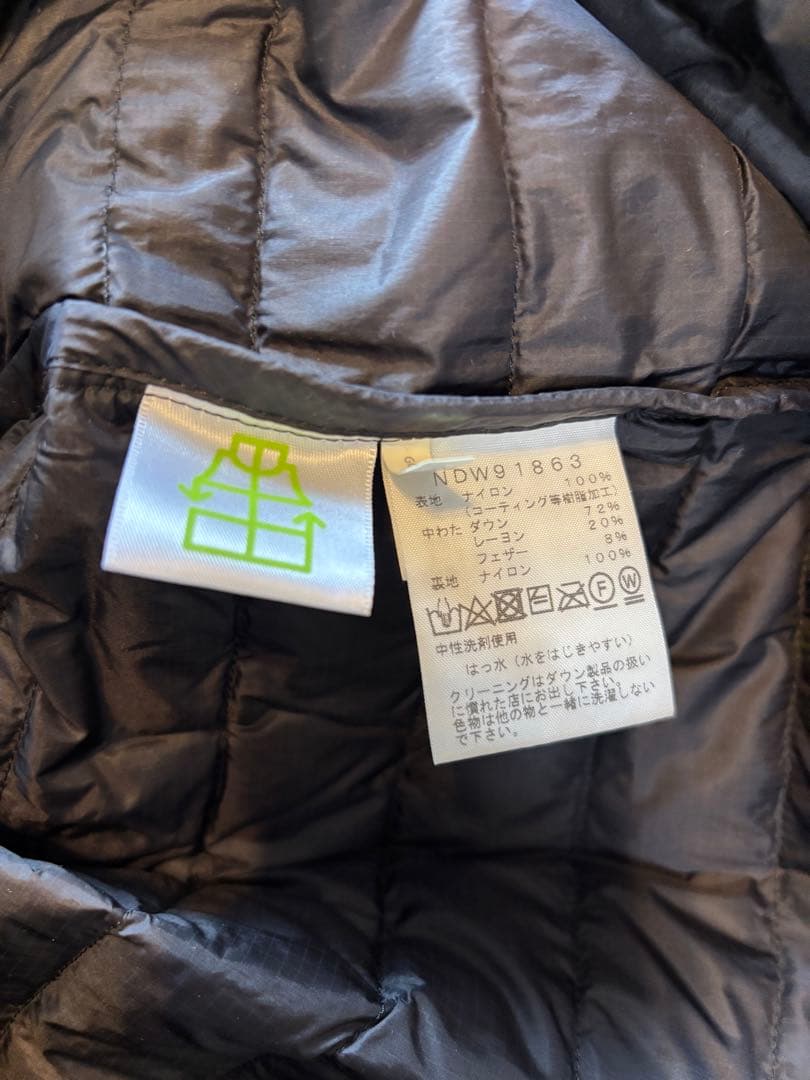 G
NDW91863
表地 ナイロン 100%
(コーティング等樹脂加工)
中わた ダウン 72%
レーヨン 20%
フェザー 8%
裏地 ナイロン 100%
F W
中性洗剤使用
はっ水(水をはじきやすい)
クリーニングはダウン製品の扱い
に慣れた店にお出し下さい。
色物は他の物と一緒に洗濯しない
で下さい。